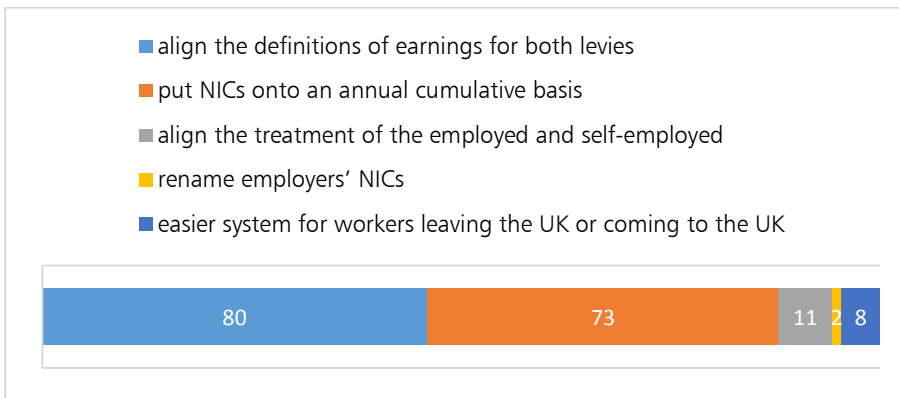 align the definitions of earnings for both levies
put NICs onto an annual cumulative basis
align the treatment of the employed and self-employed
rename employers’ NICs
easier system for workers leaving the UK or coming to the UK
80 73 11 2 8